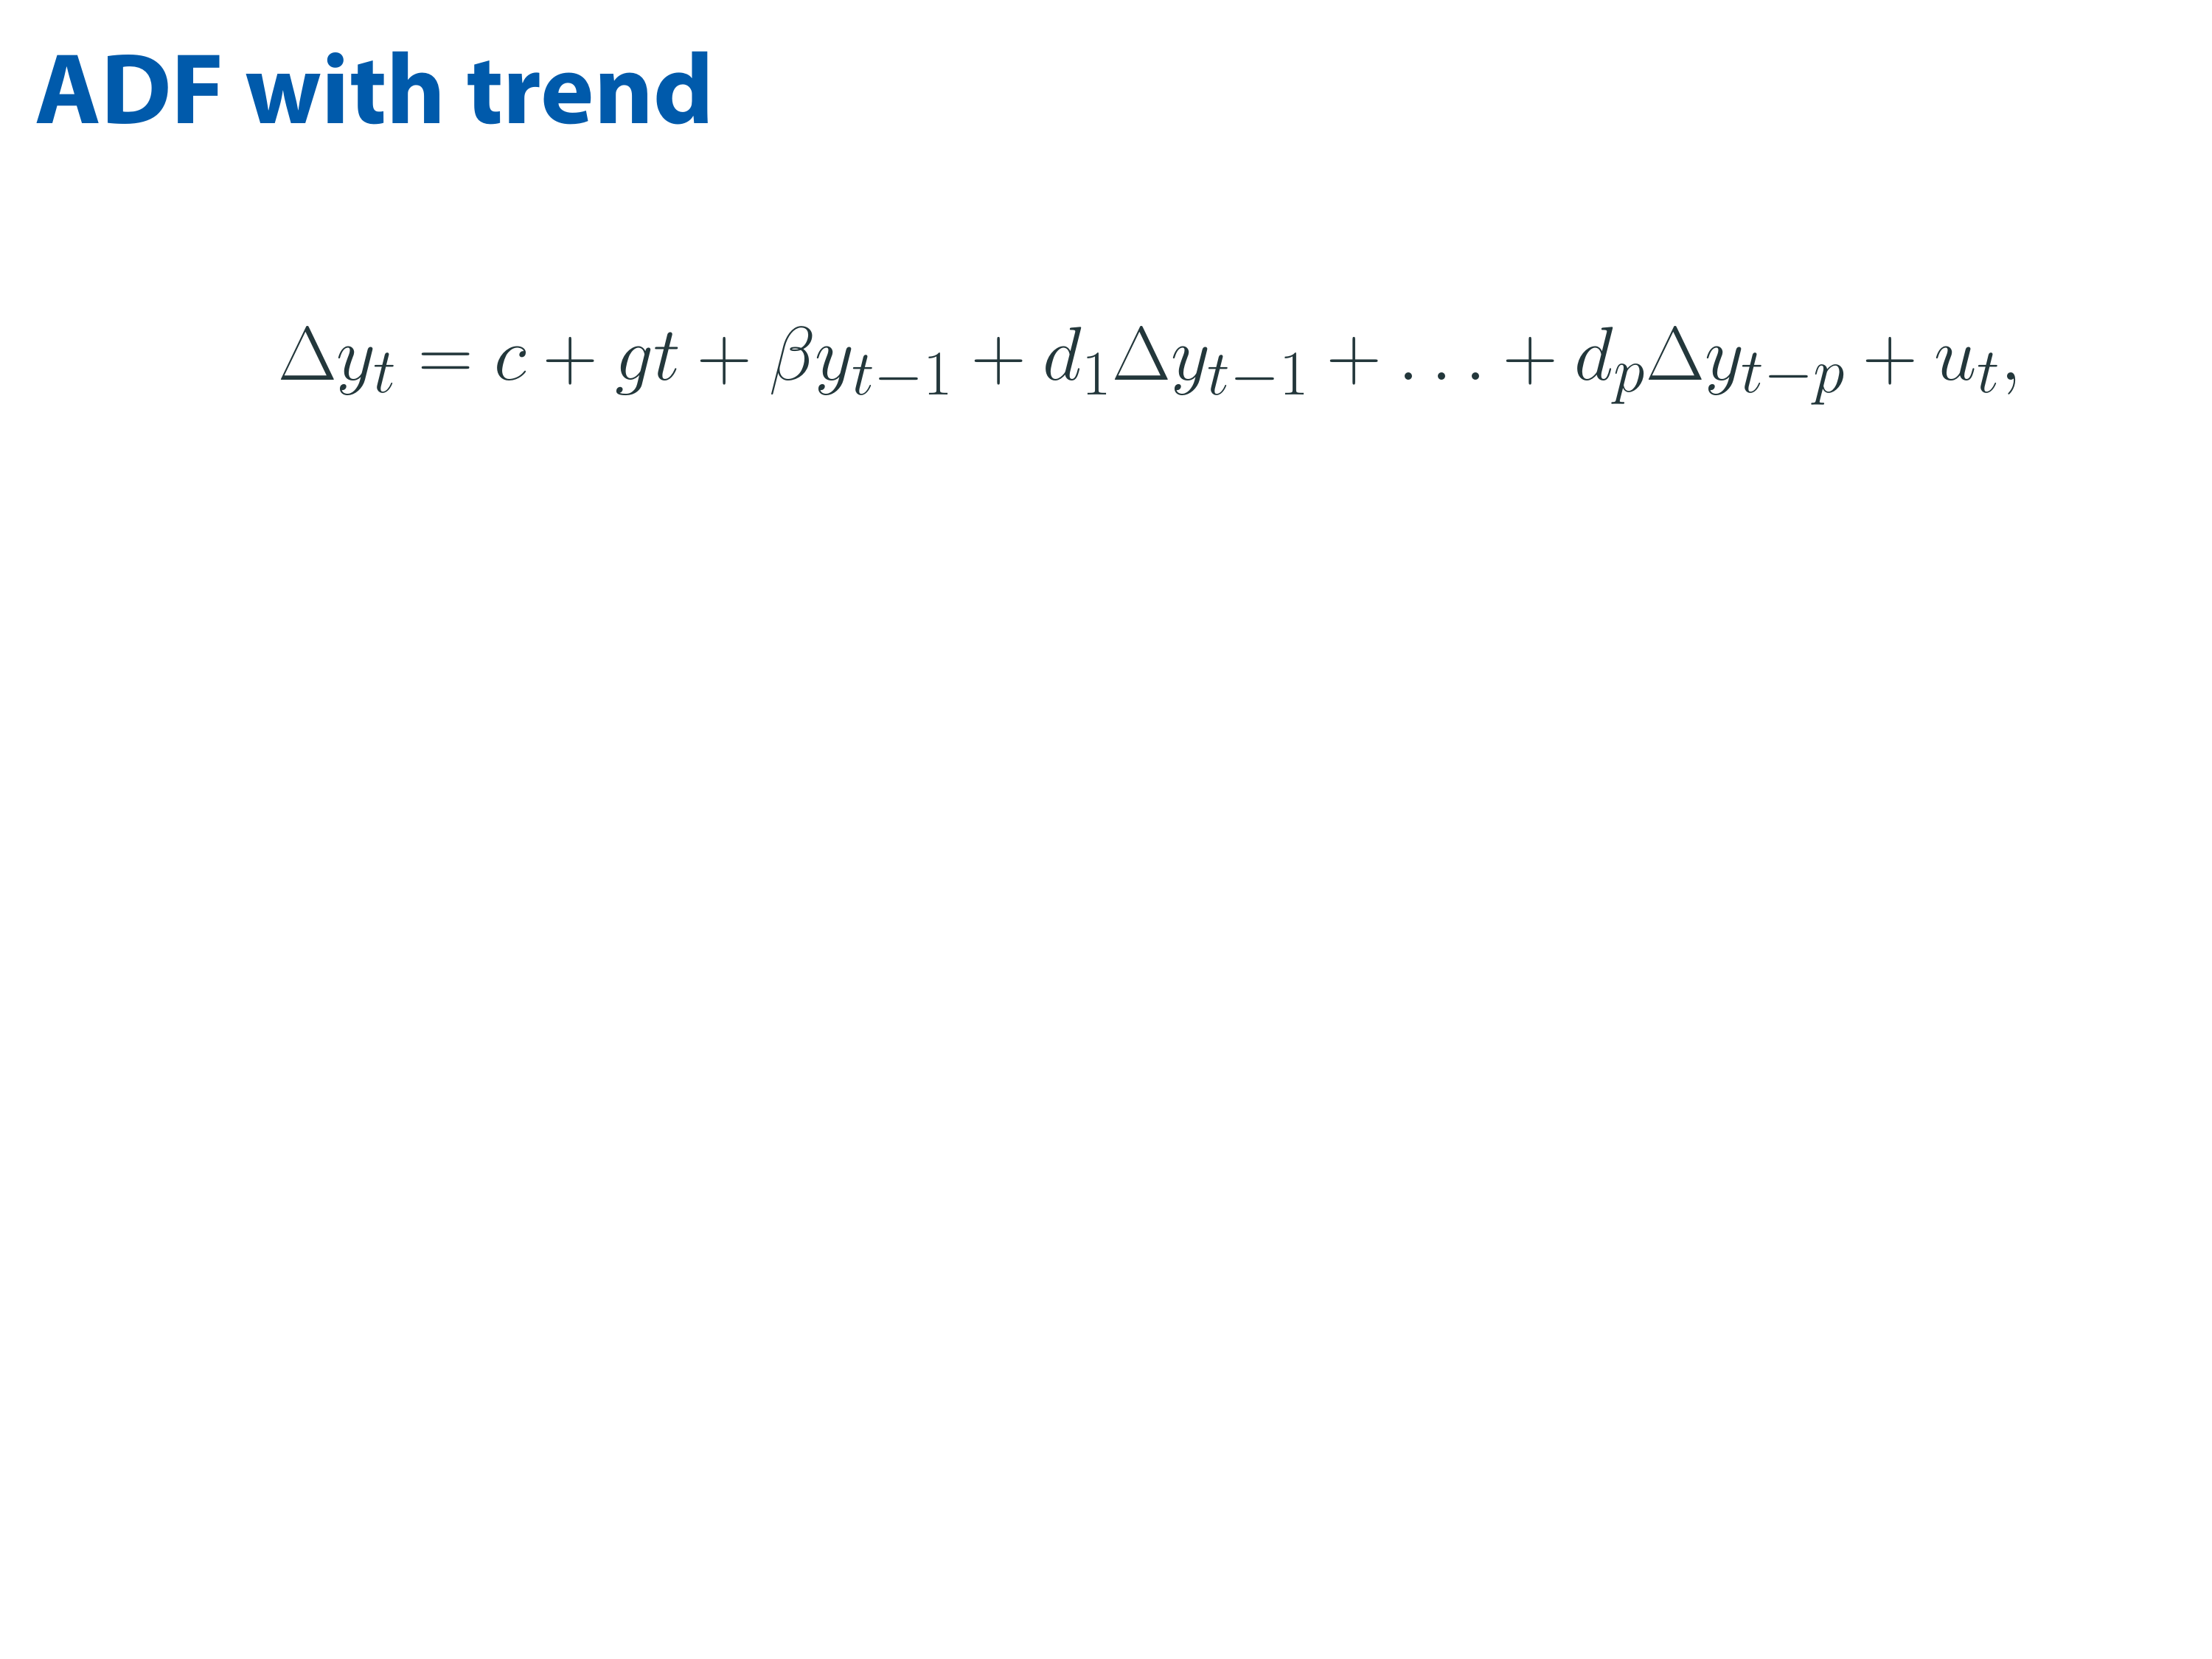 ADF with trend
Δy_t = c + gt + βy_{t−1} + d_1Δy_{t−1} + … + d_pΔy_{t−p} + u_t,